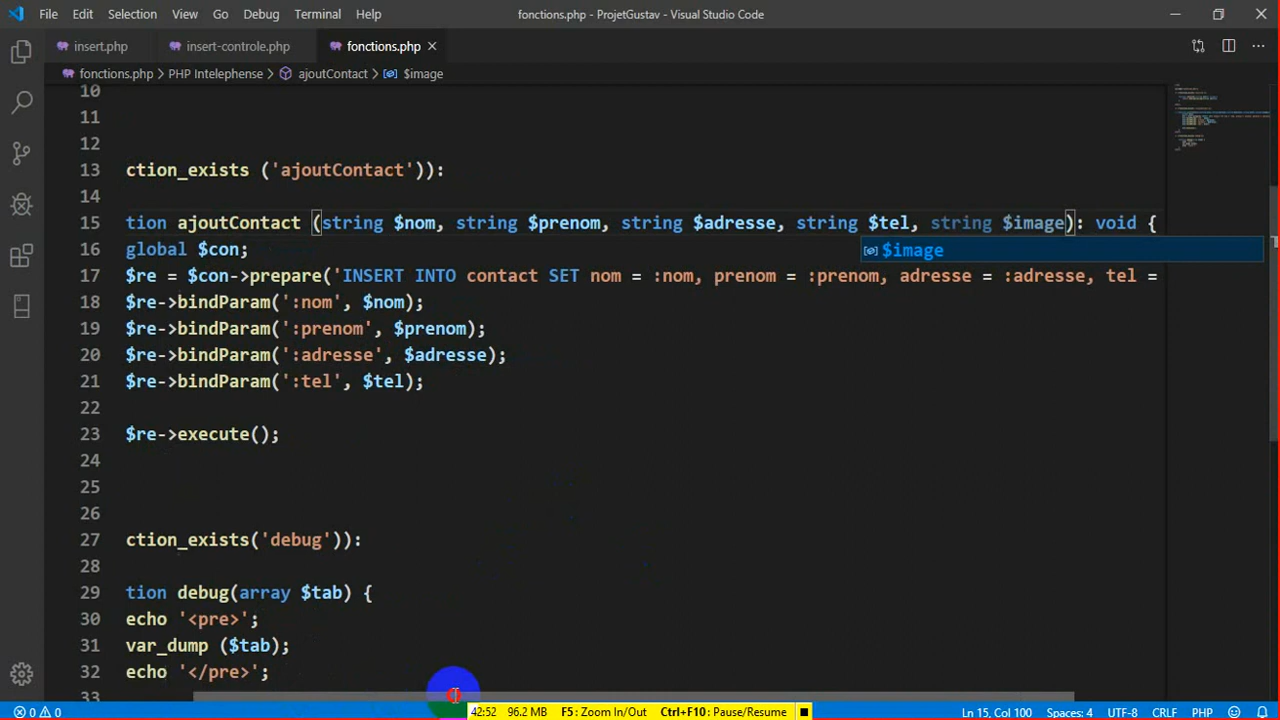 File Edit Selection View Go Debug Terminal Help fonctions.php - ProjetGustav - Visual Studio Code
insert.php insert-controle.php fonctions.php
fonctions.php > PHP Intelephense > ajoutContact > $image
10
11
12
13 ction_exists ('ajoutContact')):
14
15 tion ajoutContact (string $nom, string $prenom, string $adresse, string $tel, string $image): void {
$image
16 global $con;
17 $re = $con->prepare('INSERT INTO contact SET nom = :nom, prenom = :prenom, adresse = :adresse, tel =
18 $re->bindParam(':nom', $nom);
19 $re->bindParam(':prenom', $prenom);
20 $re->bindParam(':adresse', $adresse);
21 $re->bindParam(':tel', $tel);
22
23 $re->execute();
24
25
26
27 ction_exists('debug')):
28
29 tion debug(array $tab) {
30 echo '<pre>';
31 var_dump ($tab);
32 echo '</pre>';
33
0 0 42:52 96.2 MB F5: Zoom In/Out Ctrl+F10: Pause/Resume Ln 15, Col 100 Spaces: 4 UTF-8 CRLF PHP